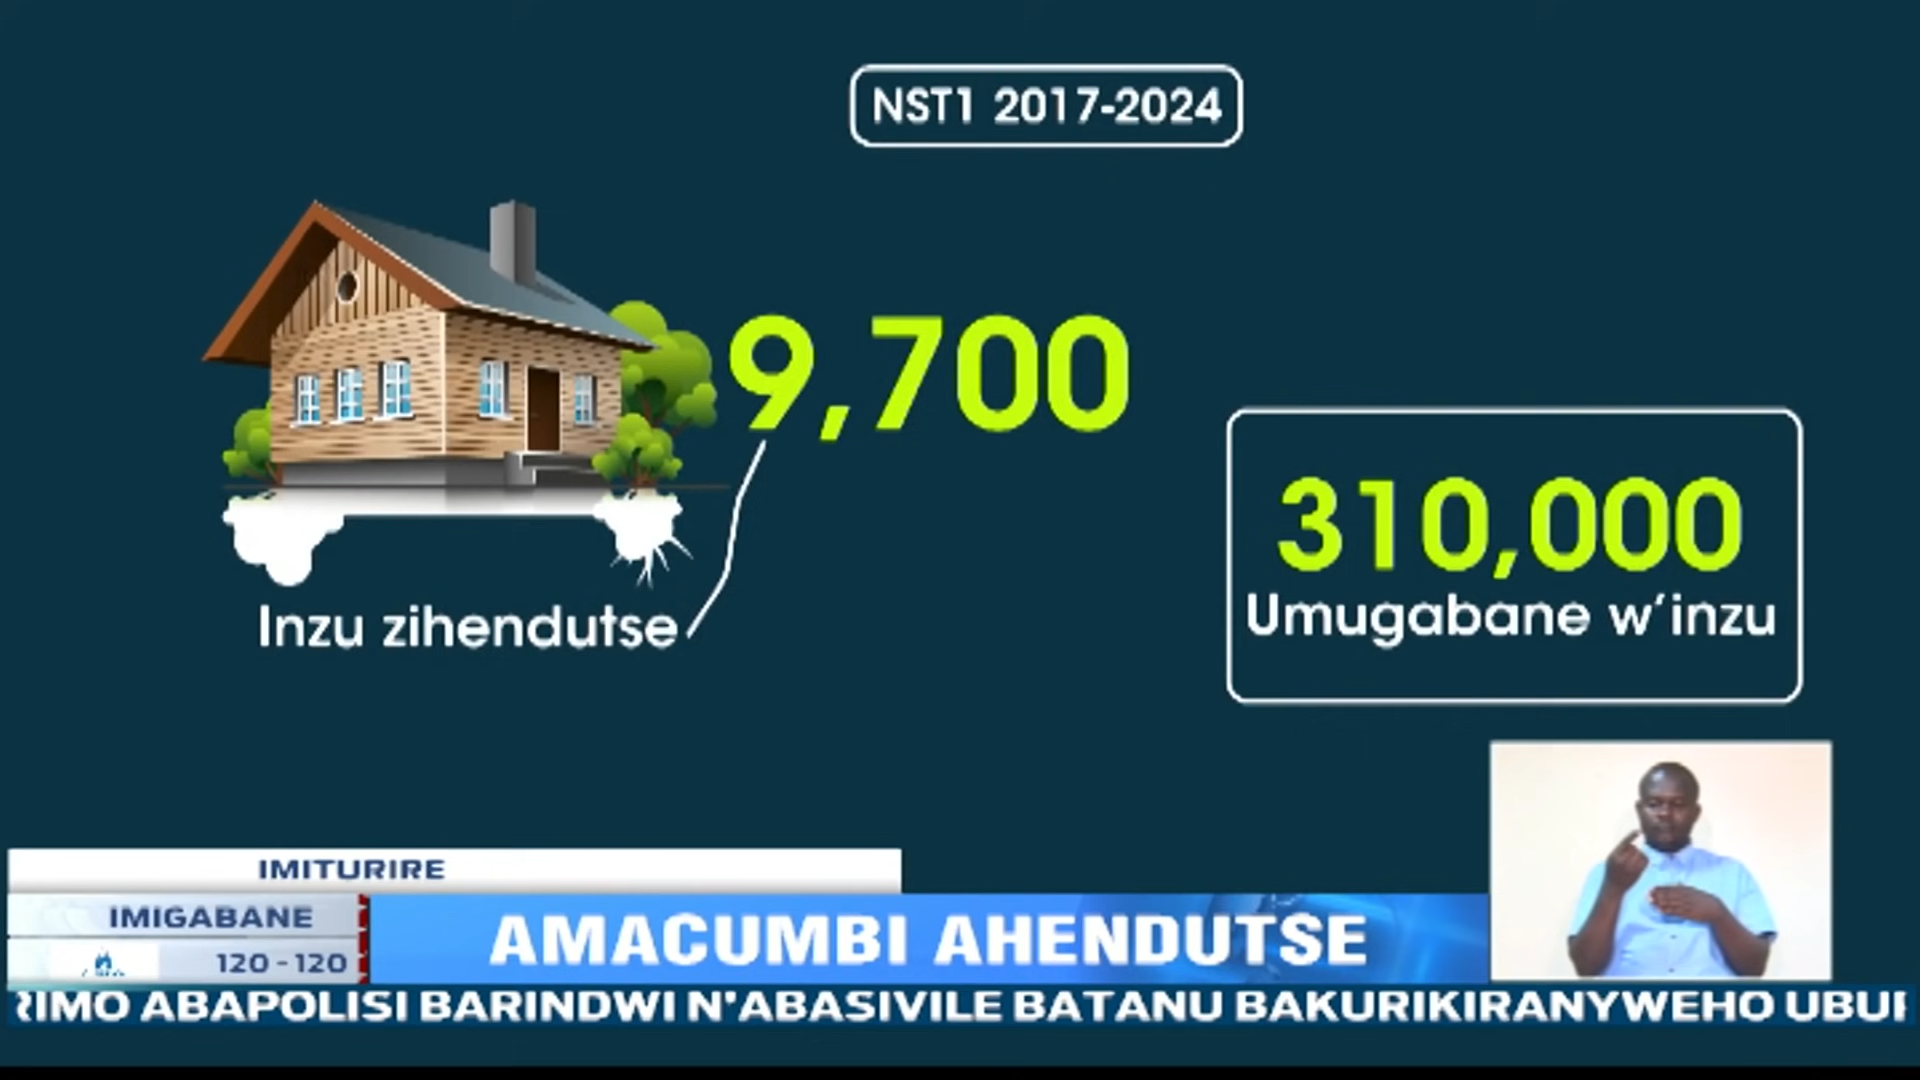 NST1 2017-2024
9,700
Inzu zihendutse
310,000
Umugabane w'inzu
IMITURIRE
IMIGABANE
120 - 120
AMACUMBI AHENDUTSE
ABAPOLISI BARINDWI N'ABASIVILE BATANU BAKURIKIRANYWEHO